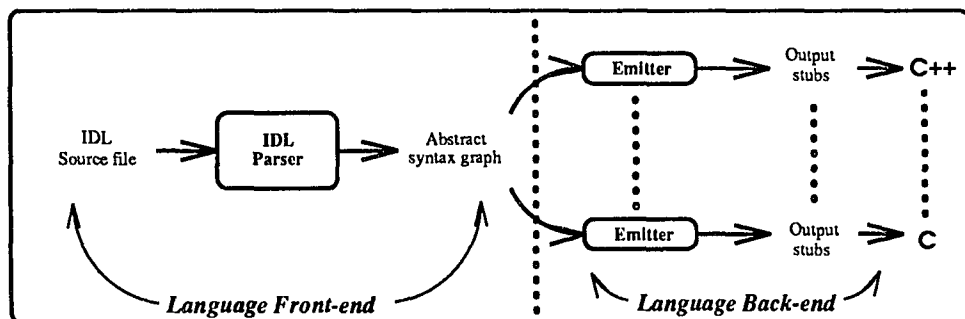 IDL
Source file
IDL
Parser
Abstract
syntax graph
Emitter
Output
stubs
C++
Emitter
Output
stubs
C
Language Front-end
Language Back-end